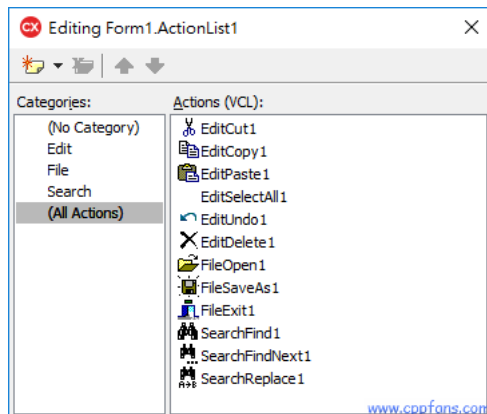 CX Editing Form1.ActionList1
Categories:
(No Category)
Edit
File
Search
(All Actions)
Actions (VCL):
EditCut1
EditCopy1
EditPaste1
EditSelectAll1
EditUndo1
EditDelete1
FileOpen1
FileSaveAs1
FileExit1
SearchFind1
SearchFindNext1
A→B SearchReplace1
www.cppfans.com